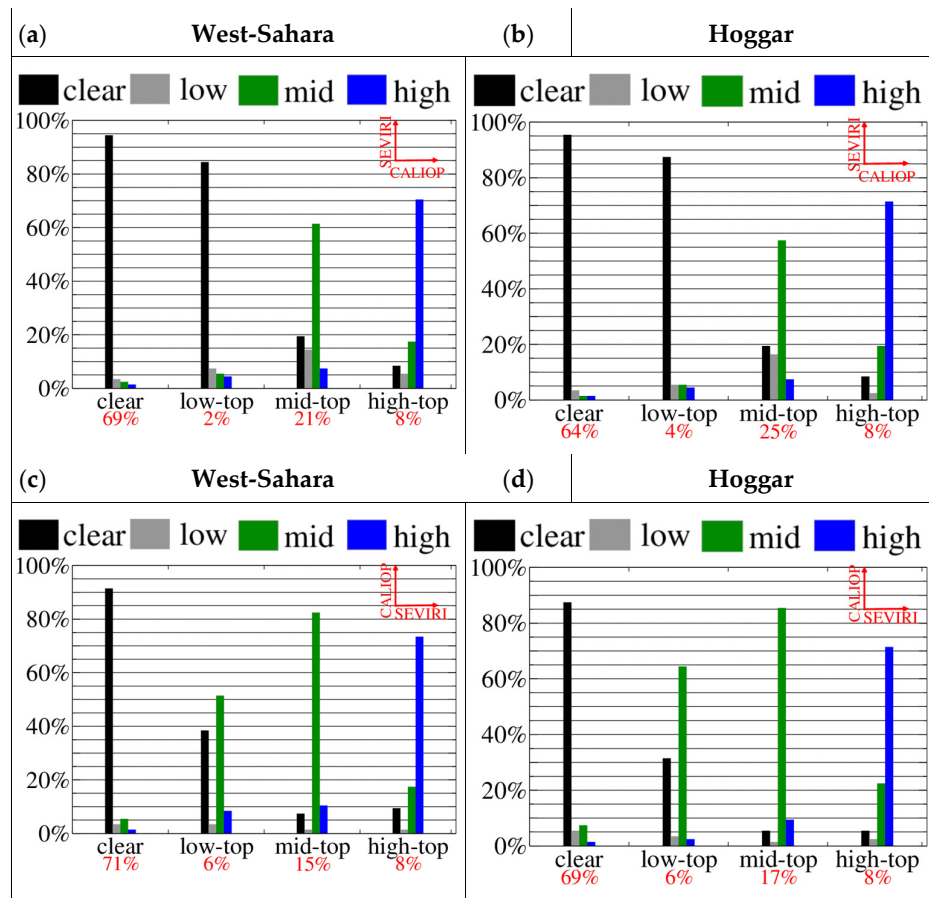 (a) West-Sahara (b) Hoggar
clear low mid high
clear low mid high
100%
80%
60%
40%
20%
0%
SEVIRI
CALIOP
clear low-top mid-top high-top
69% 2% 21% 8%
100%
80%
60%
40%
20%
0%
SEVIRI
CALIOP
clear low-top mid-top high-top
64% 4% 25% 8%
(c) West-Sahara (d) Hoggar
clear low mid high
clear low mid high
100%
80%
60%
40%
20%
0%
CALIOP
SEVIRI
clear low-top mid-top high-top
71% 6% 15% 8%
100%
80%
60%
40%
20%
0%
CALIOP
SEVIRI
clear low-top mid-top high-top
69% 6% 17% 8%